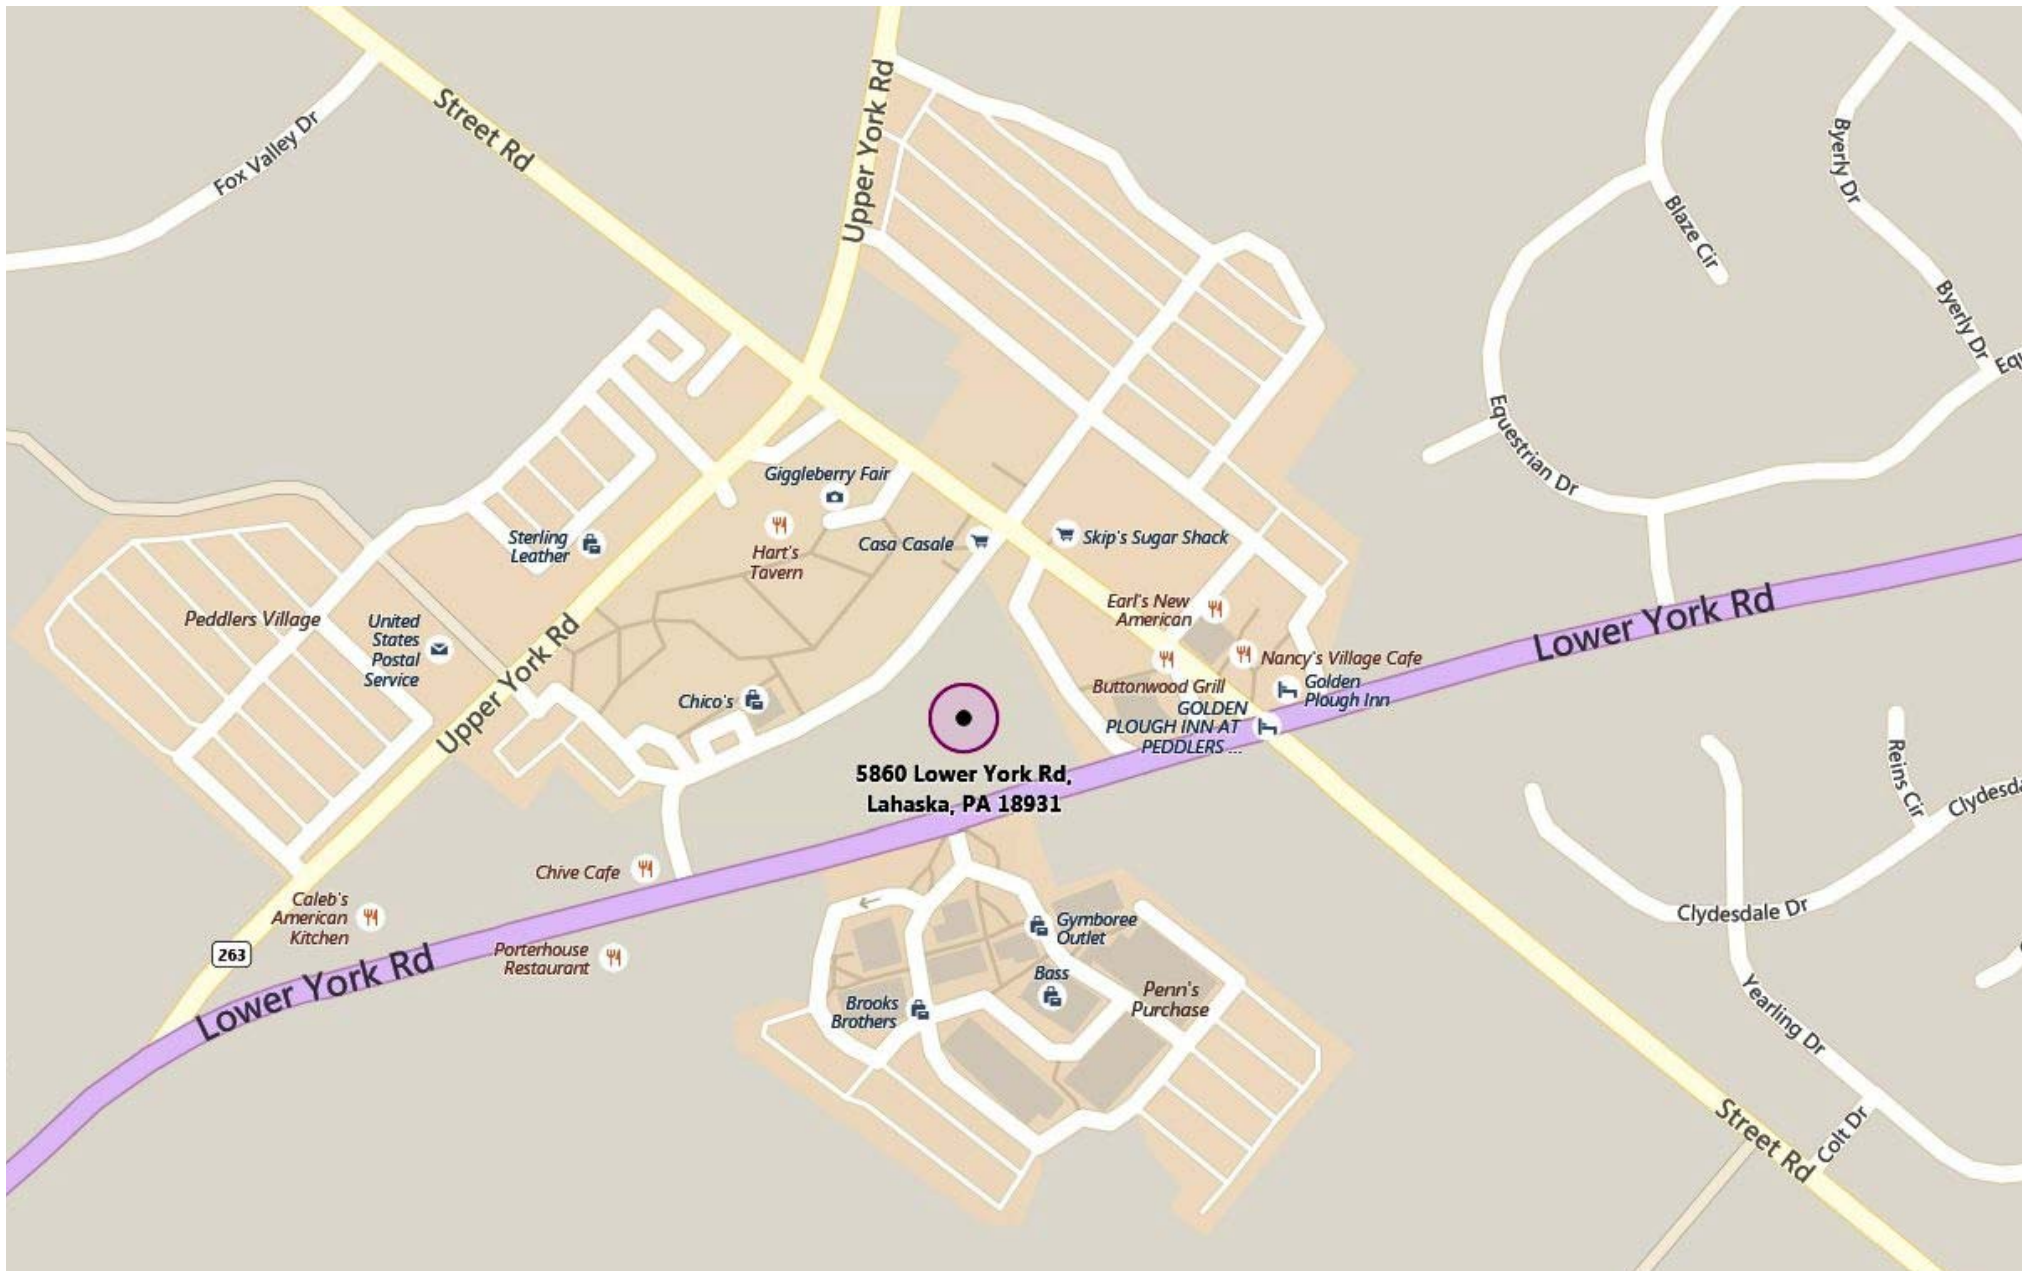 Street Rd
Fox Valley Dr
Upper York Rd
Byerly Dr
Blaze Cir
Byerly Dr
Equestrian Dr
Giggleberry Fair
Hart's
Tavern
Casa Casale
Skip's Sugar Shack
Sterling
Leather
Peddlers Village
United
States
Postal
Service
Upper York Rd
Earl's New
American
Nancy's Village Cafe
Buttonwood Grill
Golden
Plough Inn
GOLDEN
PLOUGH INN AT
PEDDLERS ...
Lower York Rd
Chico's
5860 Lower York Rd,
Lahaska, PA 18931
Reins Cir
Clydesda
Clydesdale Dr
Chive Cafe
Caleb's
American
Kitchen
263
Lower York Rd
Porterhouse
Restaurant
Gymboree
Outlet
Bass
Brooks
Brothers
Penn's
Purchase
Yearling Dr
Colt Dr
Street Rd